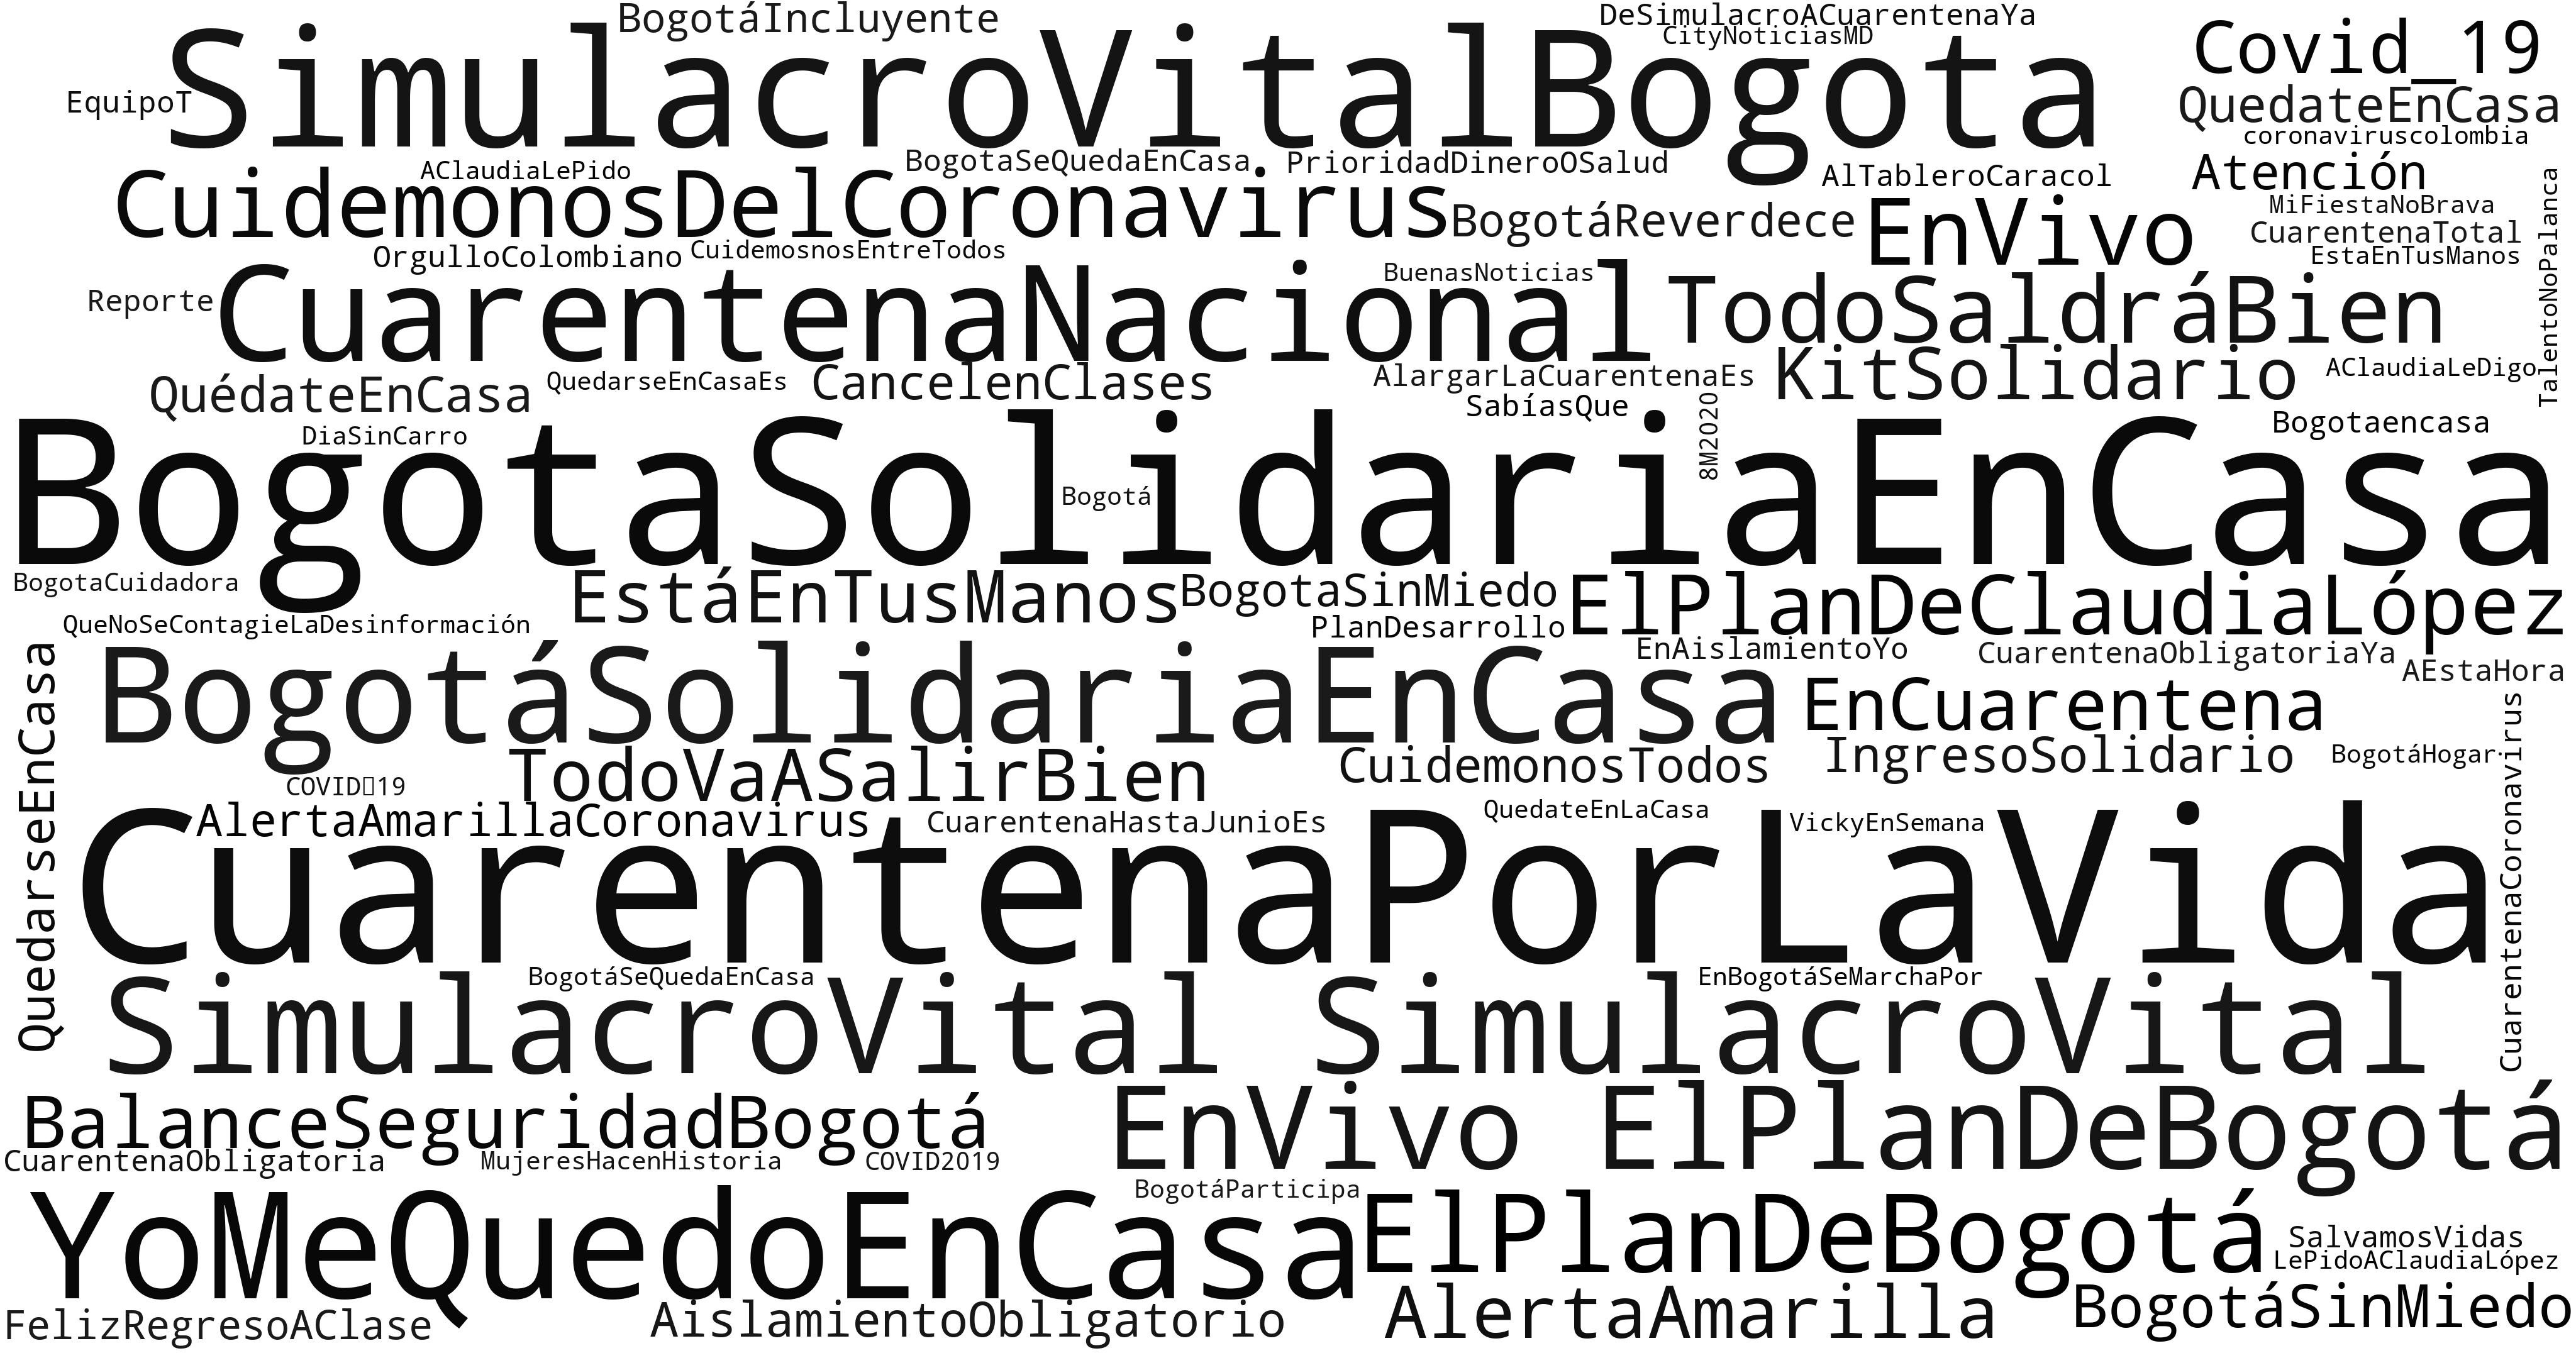 BogotáIncluyente
DeSimulacroACuarentenaYa
CityNoticiasMD
SimulacroVitalBogota
Covid_19
EquipoT
QuedateEnCasa
coronaviruscolombia
AClaudiaLePido
BogotaSeQuedaEnCasa
PrioridadDineroOSalud
AlTableroCaracol
Atención
CuidemonosDelCoronavirus
BogotáReverdece
EnVivo
MiFiestaNoBrava
CuarentenaTotal
EstaEnTusManos
TalentoNoPalanca
OrgulloColombiano
CuidemosnosEntreTodos
BuenasNoticias
Reporte
CuarentenaNacional
TodoSaldráBien
QuédateEnCasa
QuedarseEnCasaEs
CancelenClases
AlargarLaCuarentenaEs
KitSolidario
AClaudiaLeDigo
SabíasQue
8M2020
Bogotaencasa
DiaSinCarro
BogotaSolidariaEnCasa
Bogotá
BogotaCuidadora
EstáEnTusManos
BogotaSinMiedo
ElPlanDeClaudiaLópez
QueNoSeContagieLaDesinformación
PlanDesarrollo
EnAislamientoYo
CuarentenaObligatoriaYa
AEstaHora
QuedarseEnCasa
BogotáSolidariaEnCasa
EnCuarentena
CuarentenaCoronavirus
TodoVaASalirBien
CuidemonosTodos
IngresoSolidario
BogotáHogar
COVID▯19
AlertaAmarillaCoronavirus
CuarentenaHastaJunioEs
QuedateEnLaCasa
VickyEnSemana
CuarentenaPorLaVida
BogotáSeQuedaEnCasa
EnBogotáSeMarchaPor
SimulacroVital SimulacroVital
BalanceSeguridadBogotá
EnVivo ElPlanDeBogotá
CuarentenaObligatoria
MujeresHacenHistoria
COVID2019
BogotáParticipa
YoMeQuedoEnCasa
ElPlanDeBogotá
SalvamosVidas
LePidoAClaudiaLópez
FelizRegresoAClase
AislamientoObligatorio
AlertaAmarilla
BogotáSinMiedo